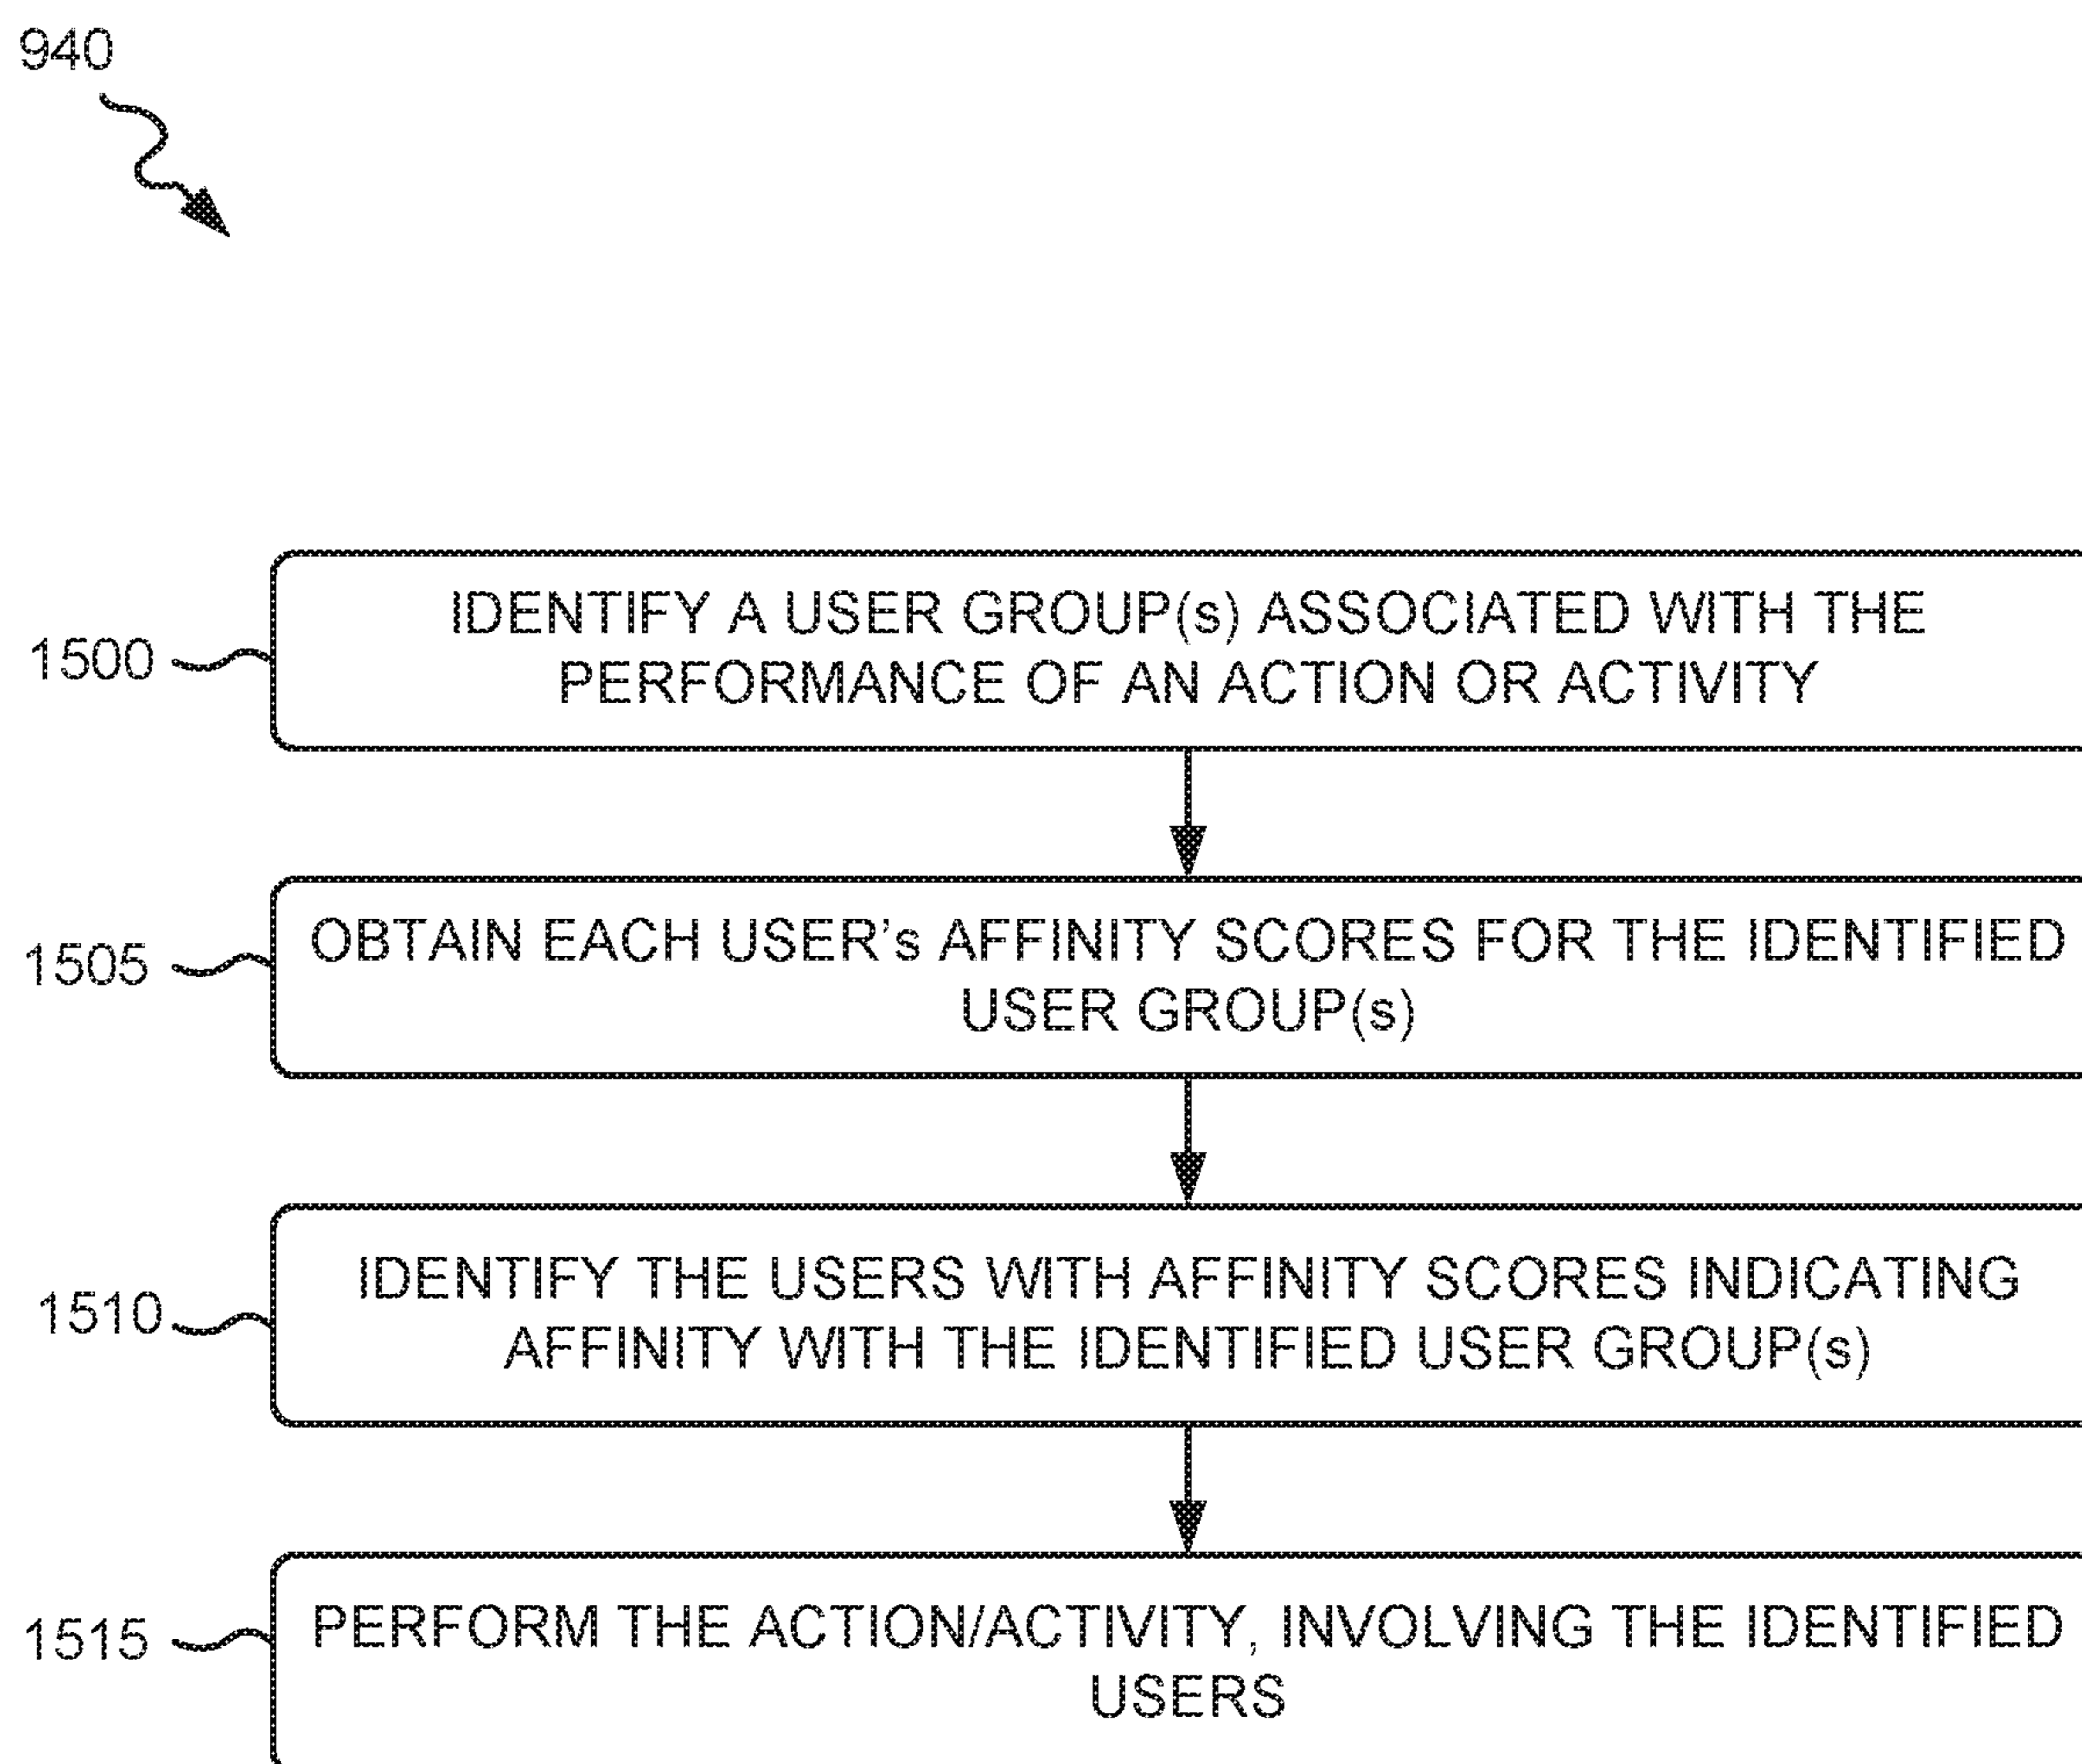 940
1500
IDENTIFY A USER GROUP(s) ASSOCIATED WITH THE
PERFORMANCE OF AN ACTION OR ACTIVITY
1505
OBTAIN EACH USER's AFFINITY SCORES FOR THE IDENTIFIED
USER GROUP(s)
1510
IDENTIFY THE USERS WITH AFFINITY SCORES INDICATING
AFFINITY WITH THE IDENTIFIED USER GROUP(s)
1515
PERFORM THE ACTION/ACTIVITY, INVOLVING THE IDENTIFIED
USERS